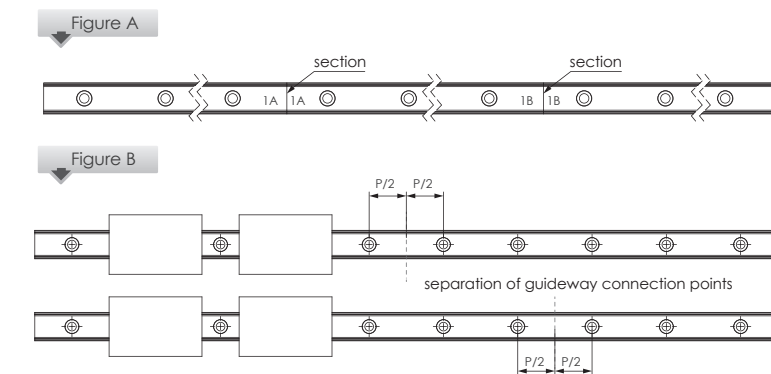 Figure A
section
section
1A 1A
1B 1B
Figure B
P/2 P/2
separation of guideway connection points
P/2 P/2